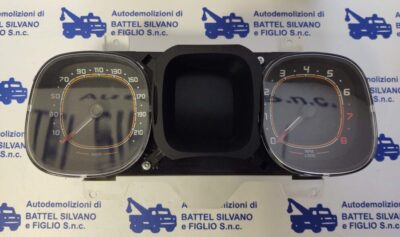 Autodemolizioni di
BATTEL SILVANO
e FIGLIO S.n.c.
Autodemolizioni di
BATTEL SILVANO
e FIGLIO S.n.c.
70 90 110 130 150 170 190 210
50
30
10
0 1 2 3 4 5 6 7 8
S.n.c.
Autodemolizioni di
BATTEL SILVANO
e FIGLIO S.n.c.
Autodemolizioni di
BATTEL SILVANO
e FIGLIO S.n.c.